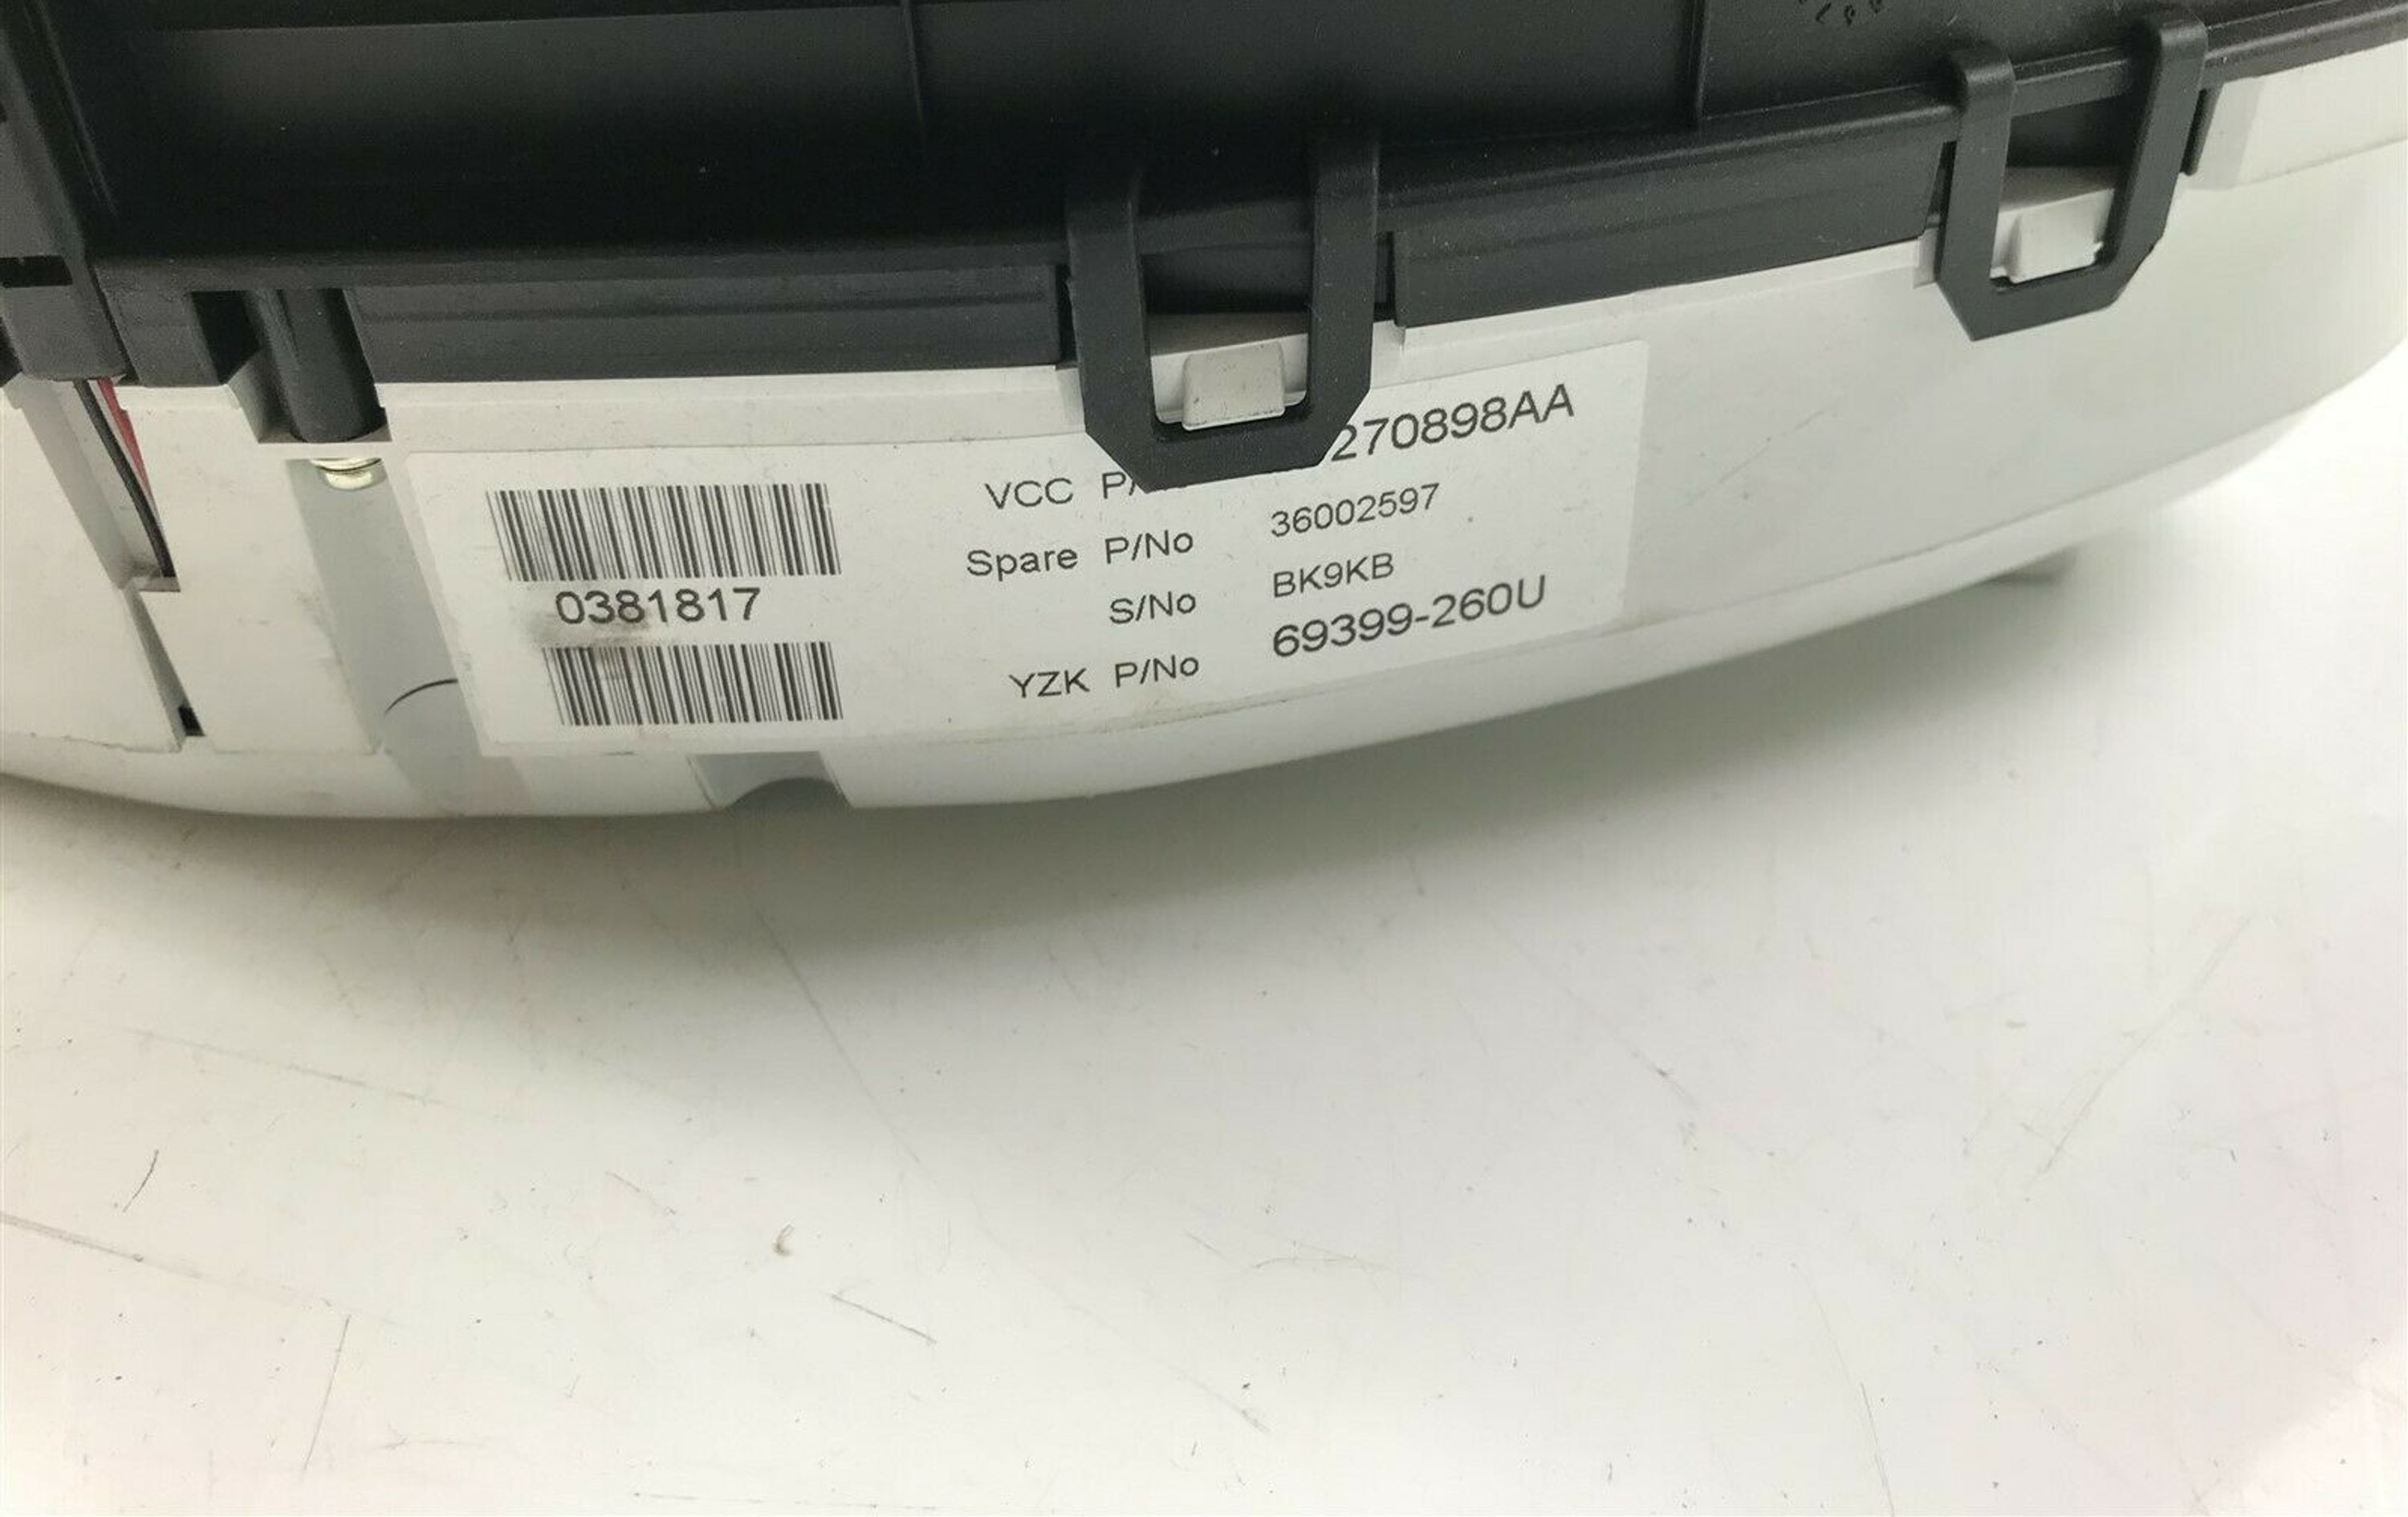 0381817
VCC 270898AA
Spare P/No 36002597
S/No BK9KB
YZK P/No 69399-260U